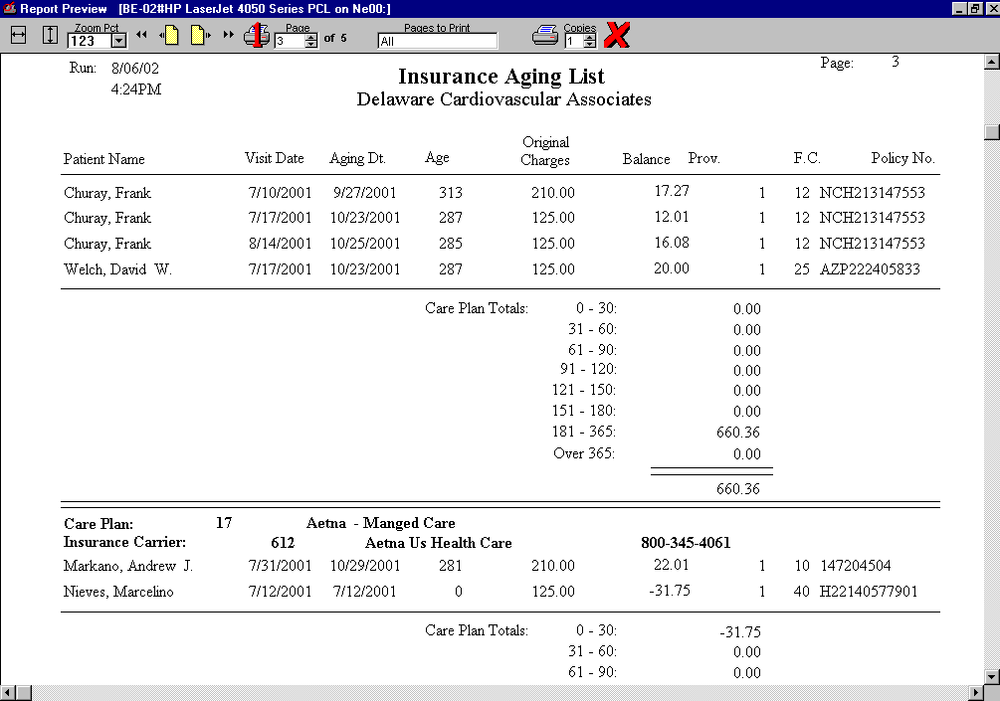 Report Preview [BE-02#HP LaserJet 4050 Series PCL on Ne00:]
Zoom Pct Page Pages to Print Copies
123 1 3 of 5 All 1
Run: 8/06/02 Page: 3
4:24PM
Insurance Aging List
Delaware Cardiovascular Associates
Original
Patient Name Visit Date Aging Dt. Age Charges Balance Prov. F.C. Policy No.
Churay, Frank 7/10/2001 9/27/2001 313 210.00 17.27 1 12 NCH213147553
Churay, Frank 7/17/2001 10/23/2001 287 125.00 12.01 1 12 NCH213147553
Churay, Frank 8/14/2001 10/25/2001 285 125.00 16.08 1 12 NCH213147553
Welch, David W. 7/17/2001 10/23/2001 287 125.00 20.00 1 25 AZP222405833
Care Plan Totals: 0 - 30: 0.00
31 - 60: 0.00
61 - 90: 0.00
91 - 120: 0.00
121 - 150: 0.00
151 - 180: 0.00
181 - 365: 660.36
Over 365: 0.00
660.36
Care Plan: 17 Aetna - Manged Care
Insurance Carrier: 612 Aetna Us Health Care 800-345-4061
Markano, Andrew J. 7/31/2001 10/29/2001 281 210.00 22.01 1 10 147204504
Nieves, Marcelino 7/12/2001 7/12/2001 0 125.00 -31.75 1 40 H22140577901
Care Plan Totals: 0 - 30: -31.75
31 - 60: 0.00
61 - 90: 0.00